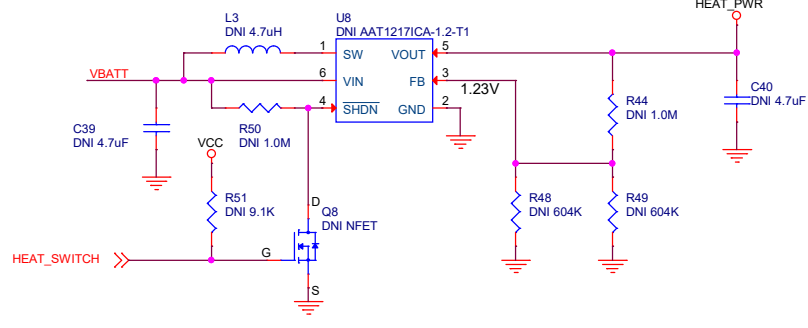 HEAT_PWR
L3
DNI 4.7uH
U8
DNI AAT1217ICA-1.2-T1
1
SW
VOUT
5
VBATT
6
VIN
FB
3
1.23V
4
SHDN
GND
2
C39
DNI 4.7uF
R50
DNI 1.0M
R44
DNI 1.0M
C40
DNI 4.7uF
VCC
R51
DNI 9.1K
D
Q8
DNI NFET
R48
DNI 604K
R49
DNI 604K
HEAT_SWITCH
G
S